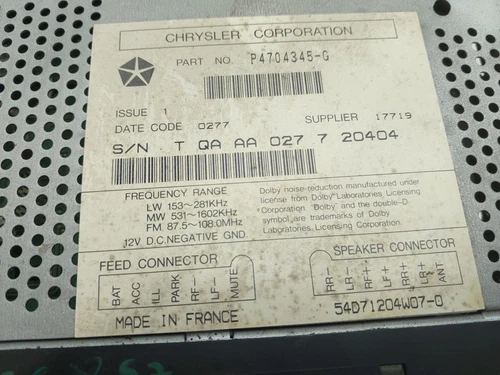 CHRYSLER CORPORATION
PART NO. P4704345-G
ISSUE 1
DATE CODE 0277 SUPPLIER 17719
S/N T QA AA 027 7 20404
FREQUENCY RANGE
LW 153~281KHz
MW 531~1602KHz
FM 87.5~108.0MHz
12V D.C.NEGATIVE GND.
Dolby noise-reduction manufactured under
license from Dolby Laboratories Licensing
Corporation. "Dolby" and the double-D
symbol are trademarks of Dolby
Laboratories Licensing Corporation.
FEED CONNECTOR
BAT ACC ILL PARK RF- LF- MUTE
SPEAKER CONNECTOR
RR- LR- RF+ LF+ RR+ LR+ ANT
MADE IN FRANCE
54D71204W07-0